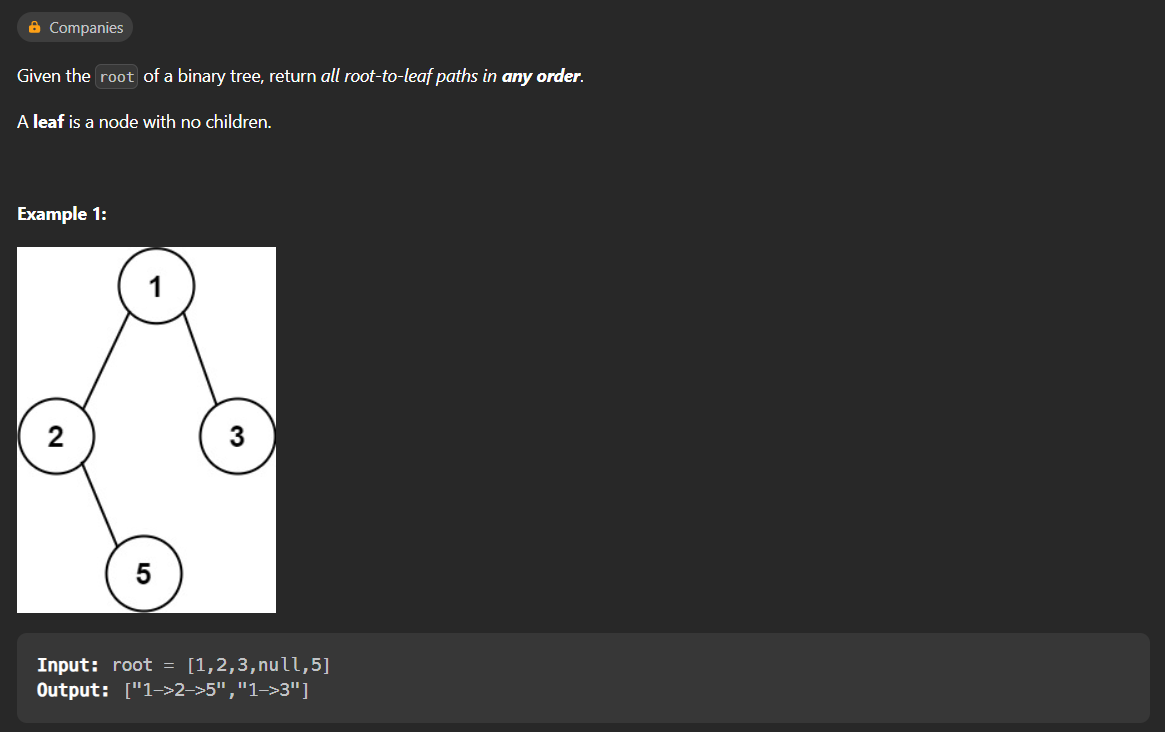 Companies
Given the root of a binary tree, return all root-to-leaf paths in any order.
A leaf is a node with no children.
Example 1:
1
2
3
5
Input: root = [1,2,3,null,5]
Output: ["1->2->5","1->3"]